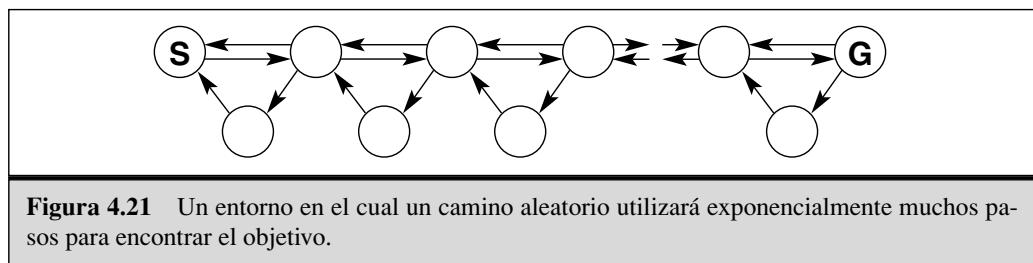 S G
Figura 4.21 Un entorno en el cual un camino aleatorio utilizará exponencialmente muchos pa-
sos para encontrar el objetivo.